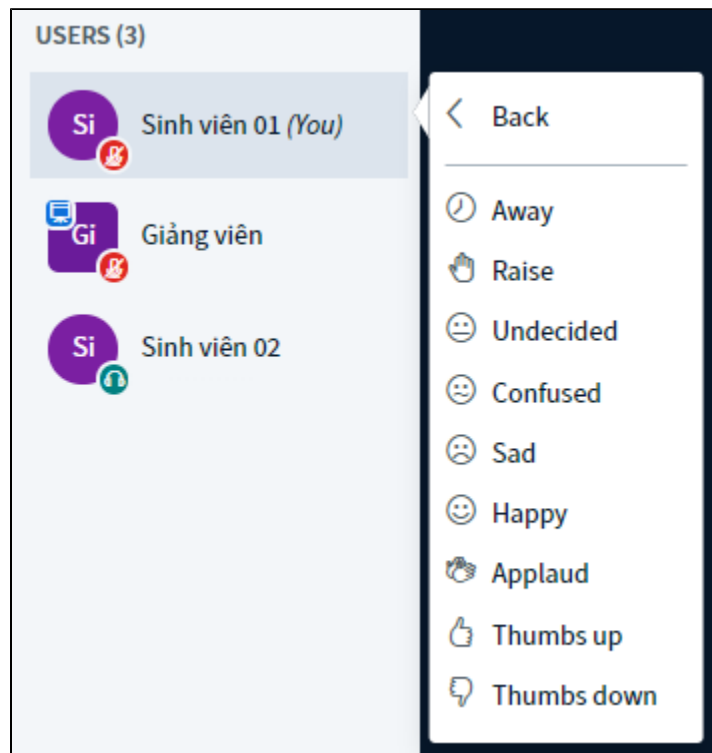 USERS (3)
Si
Sinh viên 01 (You)
Gi
Giảng viên
Si
Sinh viên 02
Back
Away
Raise
Undecided
Confused
Sad
Happy
Applaud
Thumbs up
Thumbs down